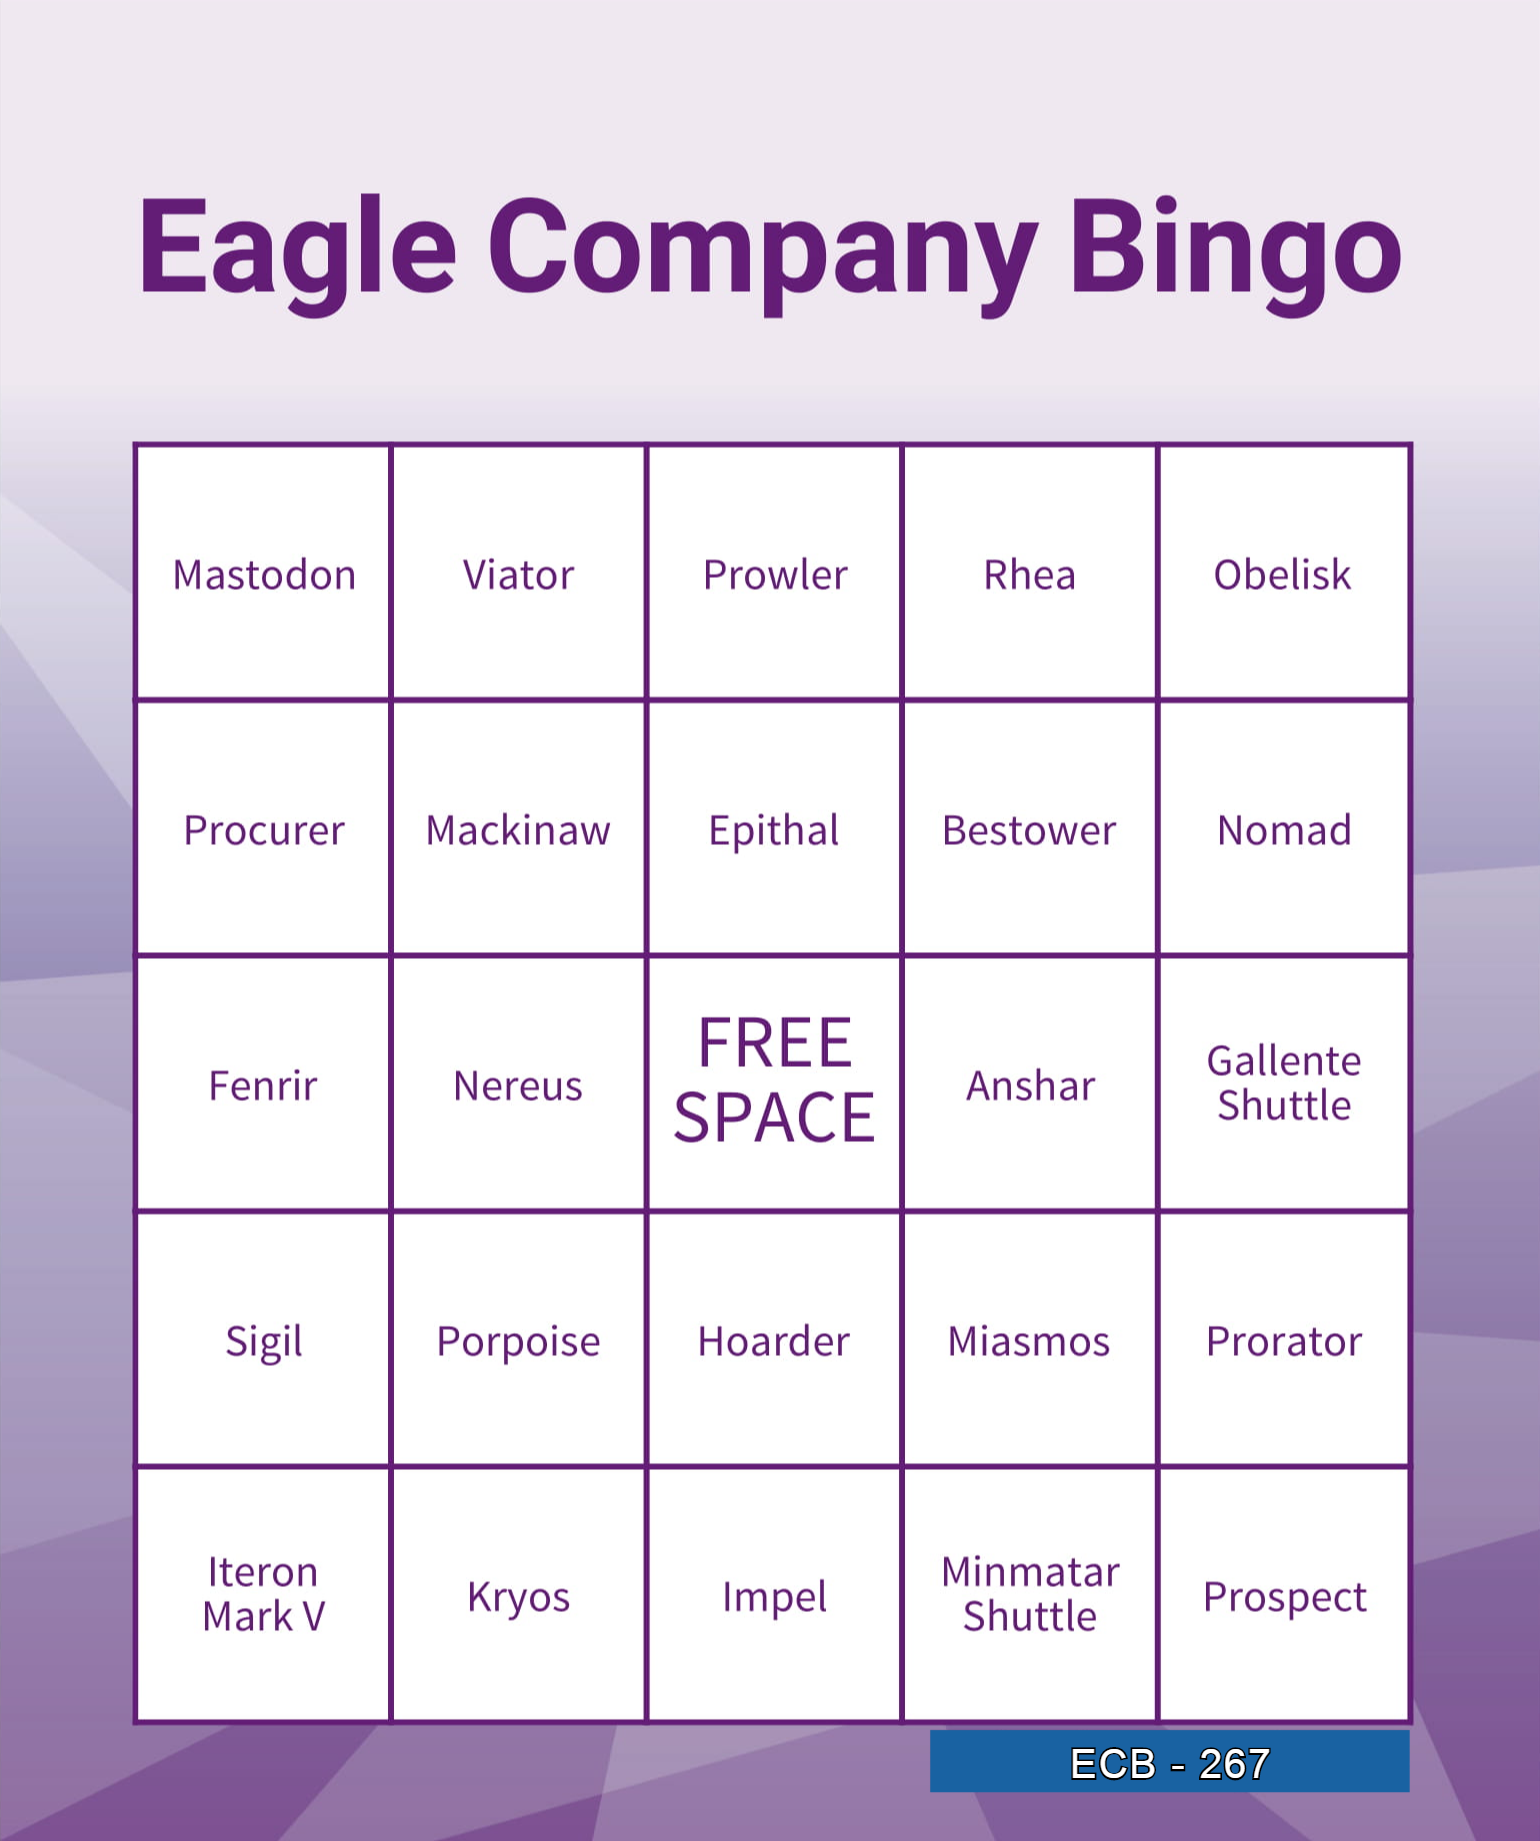 Eagle Company Bingo
Mastodon Viator Prowler Rhea Obelisk
Procurer Mackinaw Epithal Bestower Nomad
Fenrir Nereus FREE SPACE Anshar Gallente Shuttle
Sigil Porpoise Hoarder Miasmos Prorator
Iteron Mark V Kryos Impel Minmatar Shuttle Prospect
ECB - 267